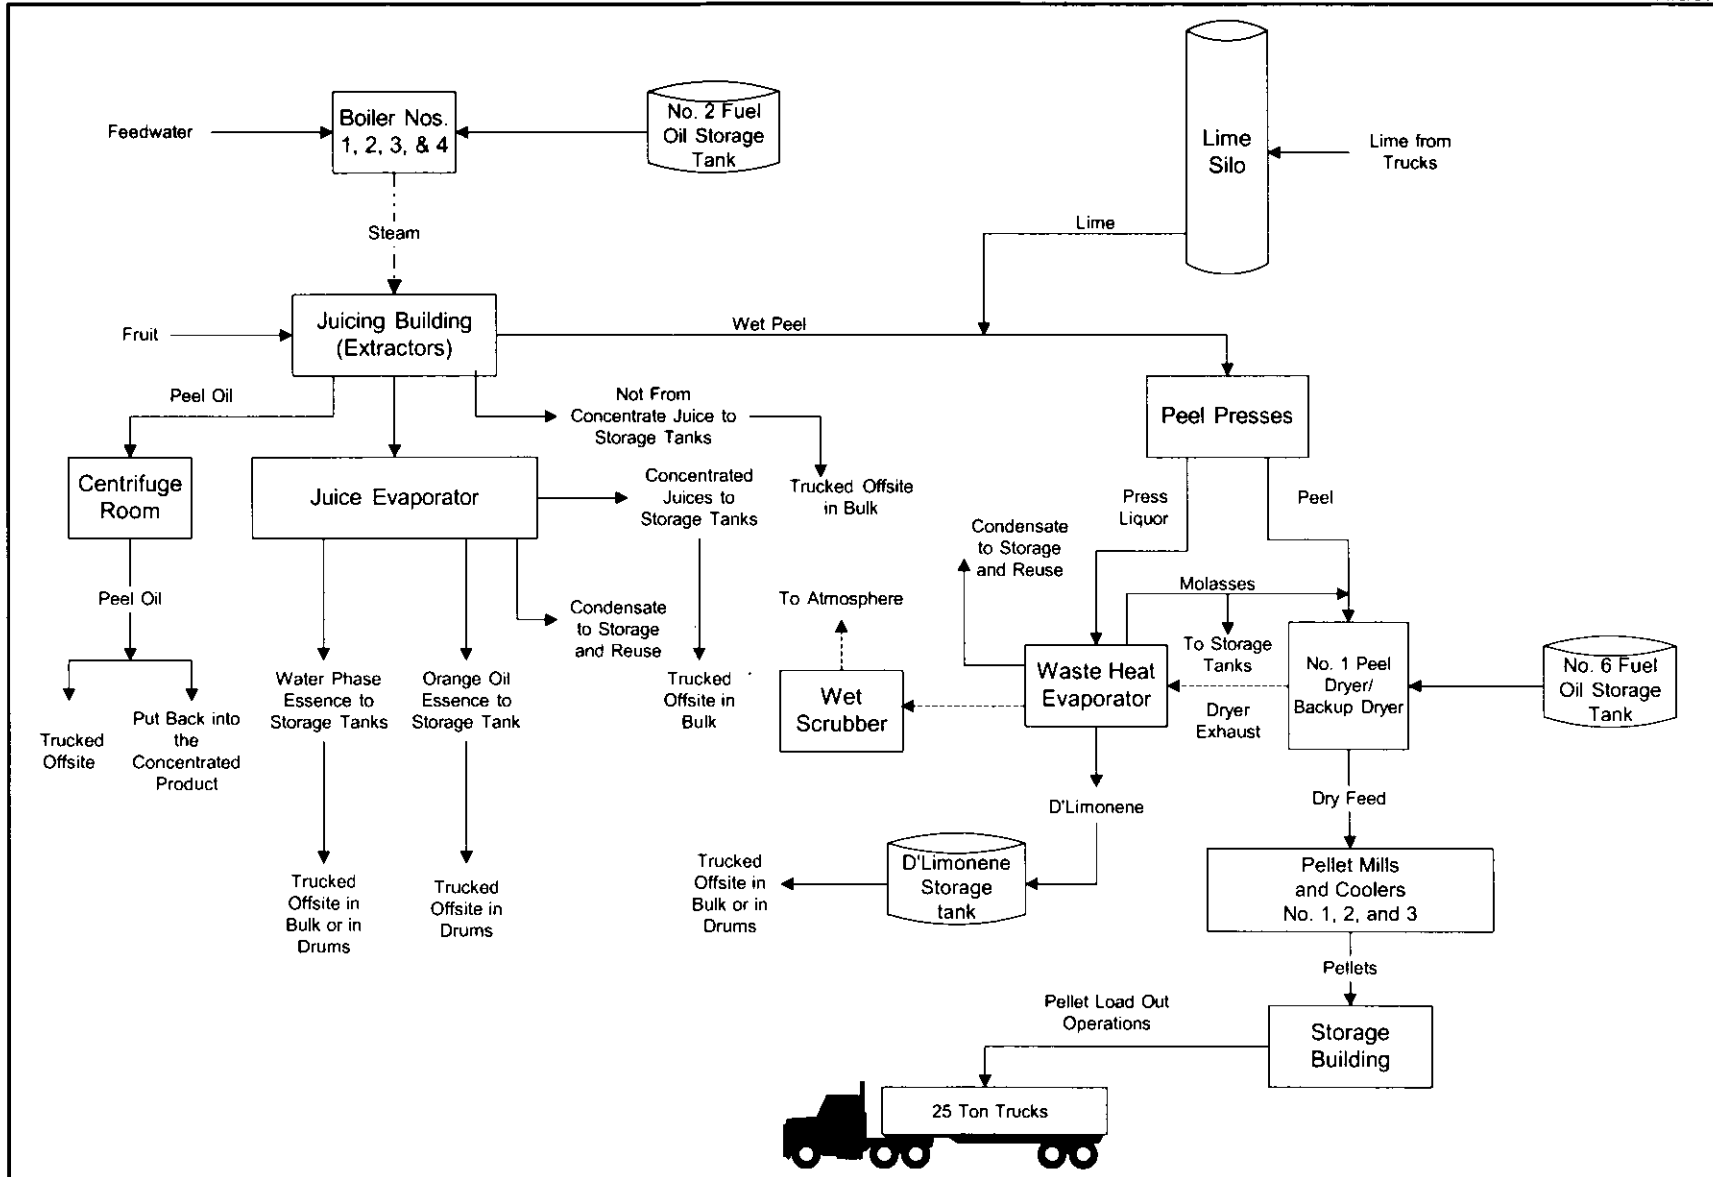 Feedwater
Boiler Nos.
1, 2, 3, & 4
No. 2 Fuel
Oil Storage
Tank
Lime
Silo
Lime from
Trucks
Steam
Lime
Fruit
Juicing Building
(Extractors)
Wet Peel
Peel Oil
Not From
Concentrate Juice to
Storage Tanks
Peel Presses
Centrifuge
Room
Juice Evaporator
Concentrated
Juices to
Storage Tanks
Trucked Offsite
in Bulk
Press
Liquor
Peel
Condensate
to Storage
and Reuse
Peel Oil
Condensate
to Storage
and Reuse
To Atmosphere
Molasses
To Storage
Tanks
Water Phase
Essence to
Storage Tanks
Orange Oil
Essence to
Storage Tank
Trucked
Offsite in
Bulk
Wet
Scrubber
Waste Heat
Evaporator
Dryer
Exhaust
No. 1 Peel
Dryer/
Backup Dryer
No. 6 Fuel
Oil Storage
Tank
Trucked
Offsite
Put Back into
the
Concentrated
Product
D'Limonene
Dry Feed
Trucked
Offsite in
Bulk or in
Drums
Trucked
Offsite in
Drums
Trucked
Offsite in
Bulk or in
Drums
D'Limonene
Storage
tank
Pellet Mills
and Coolers
No. 1, 2, and 3
Pellets
Pellet Load Out
Operations
Storage
Building
25 Ton Trucks